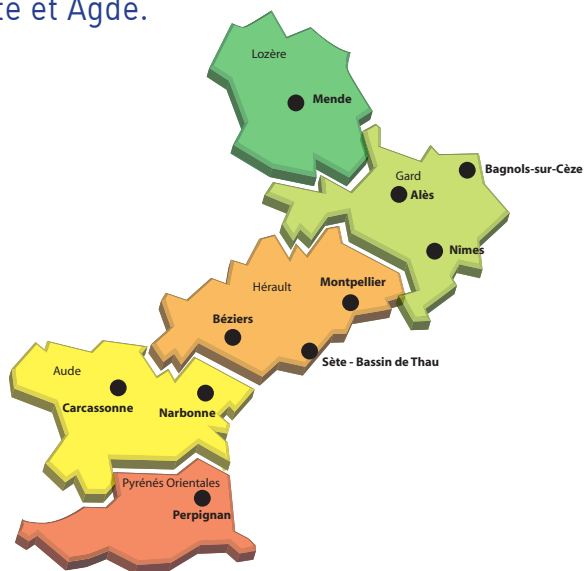 te et Agde.
Lozère
Mende
Bagnols-sur-Cèze
Gard
Alès
Nîmes
Hérault
Montpellier
Béziers
Sète - Bassin de Thau
Aude
Carcassonne
Narbonne
Pyrénés Orientales
Perpignan